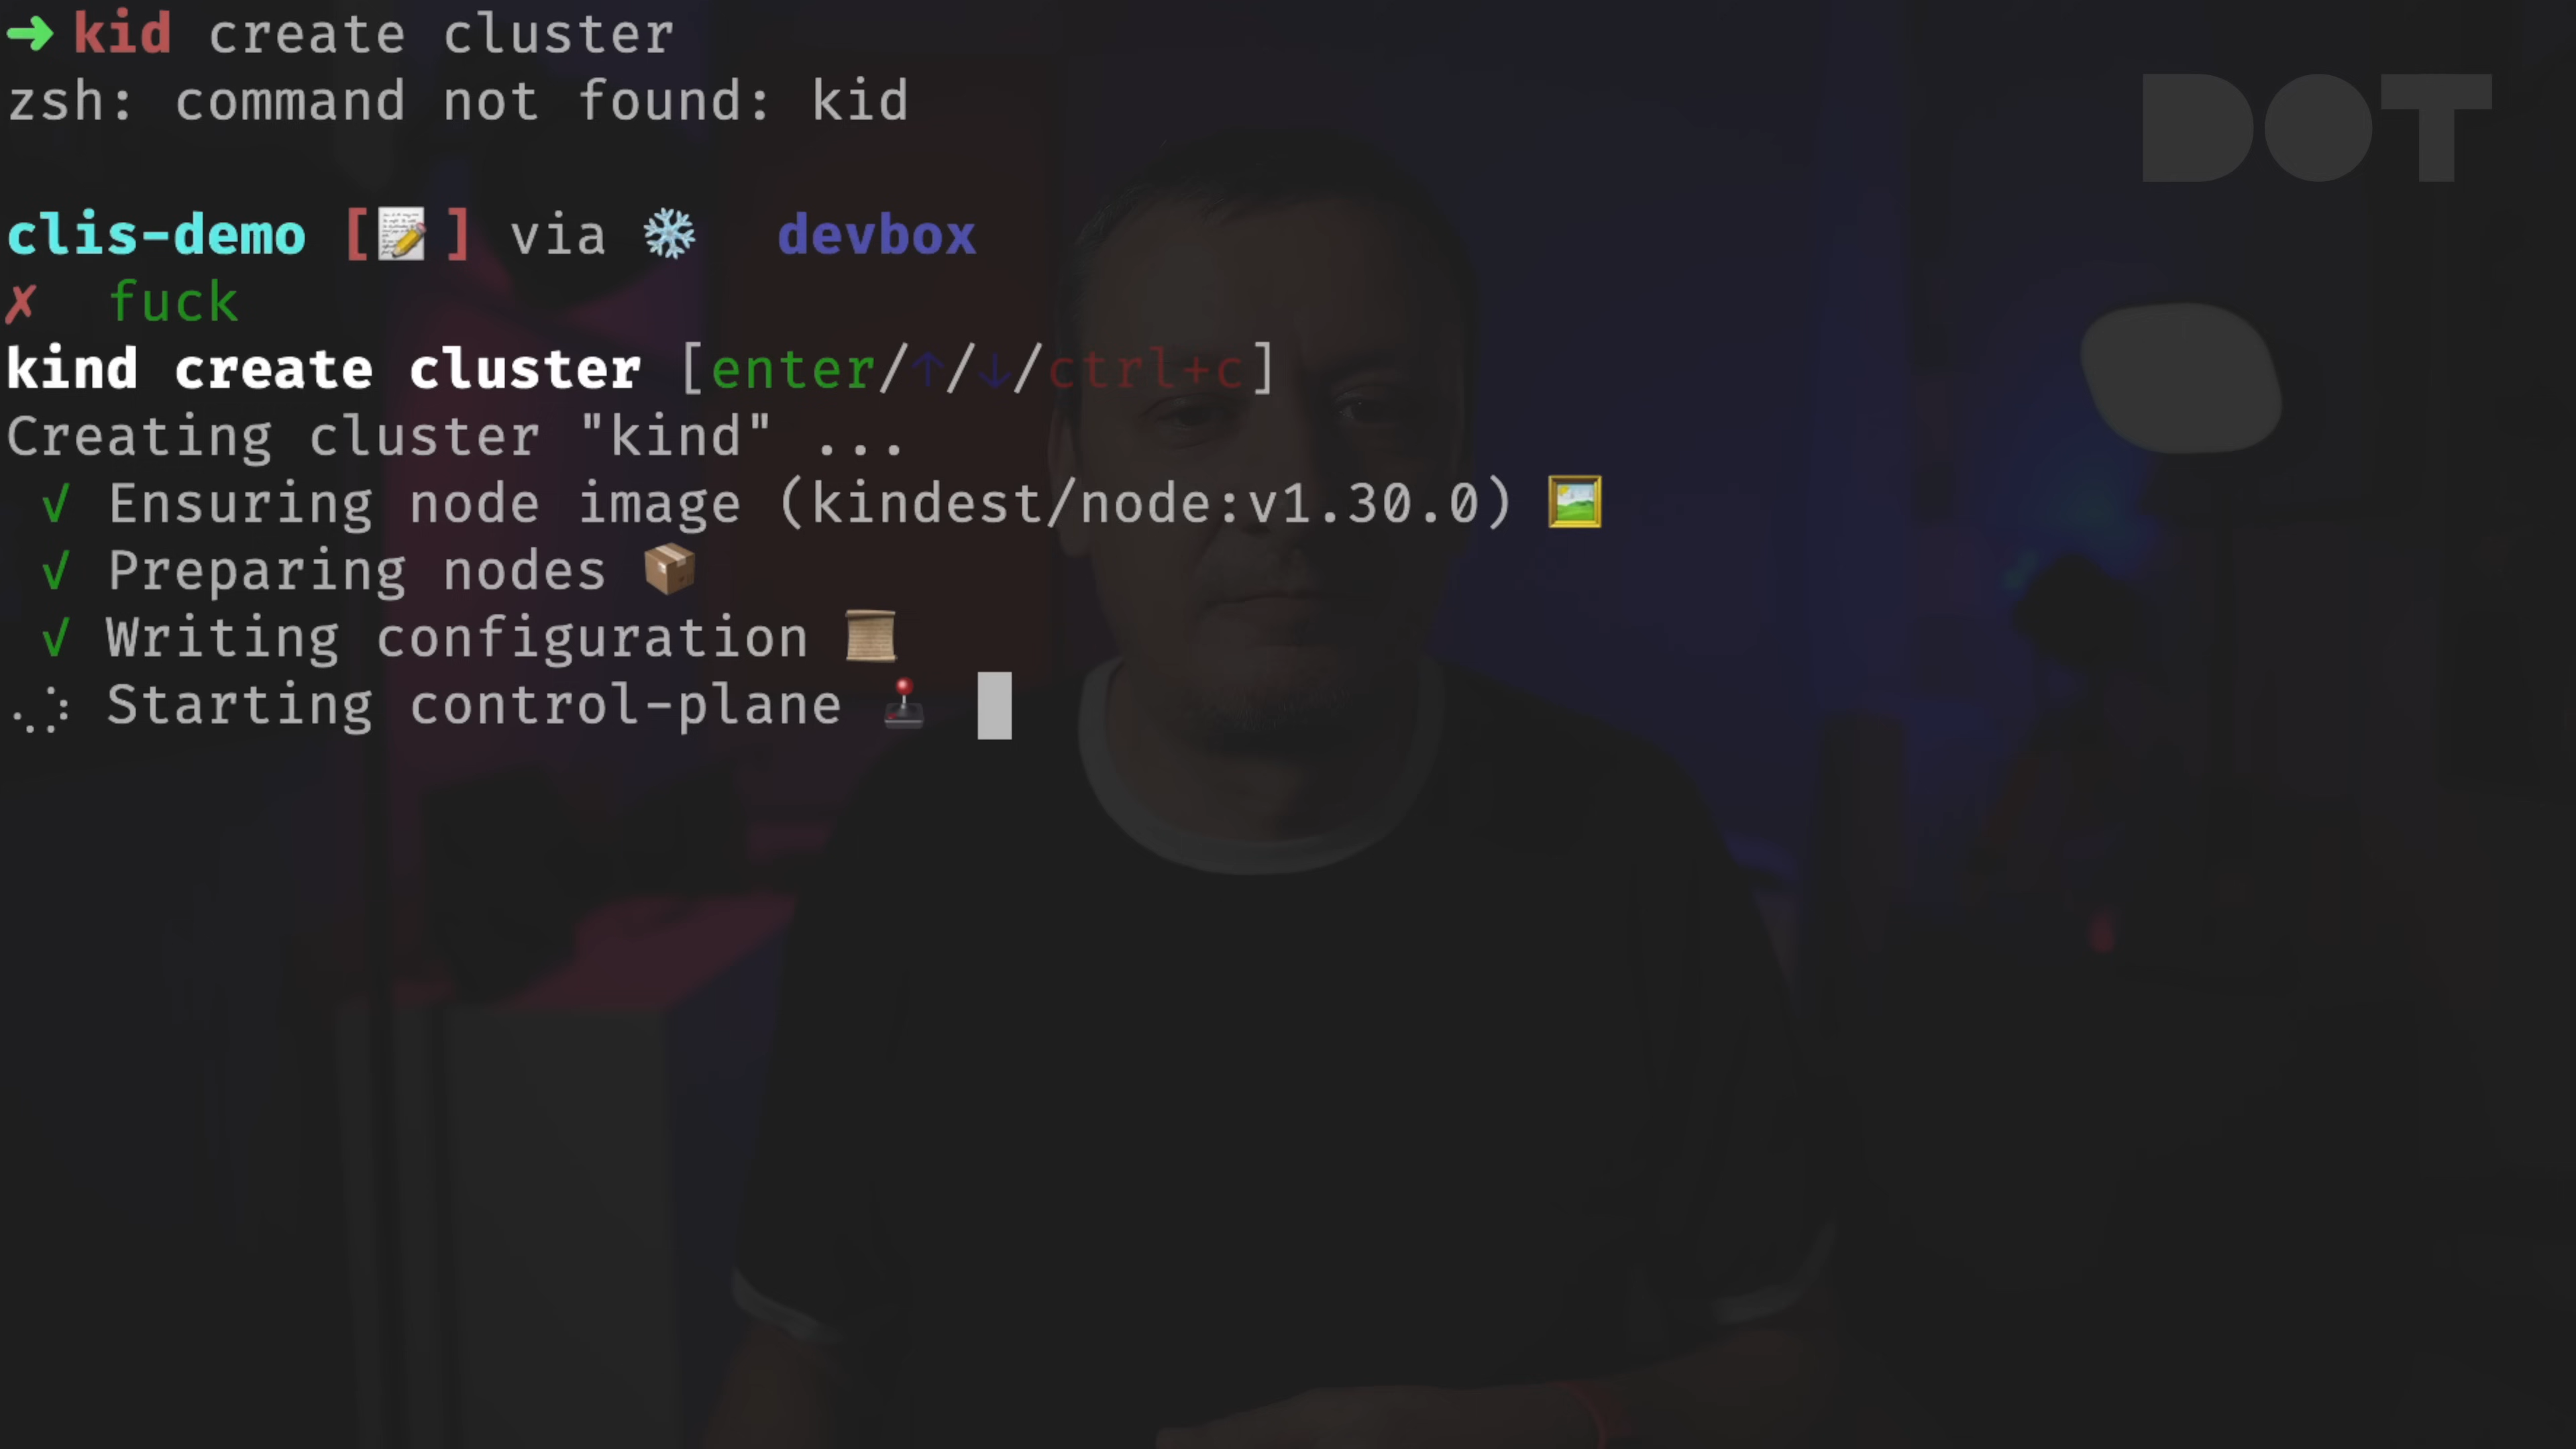 ➜ kid create cluster
DOT
zsh: command not found: kid
clis-demo [📝] via ❄️ devbox
✗ fuck
kind create cluster [enter/↑/↓/ctrl+c]
Creating cluster "kind" ...
✓ Ensuring node image (kindest/node:v1.30.0) 🖼
✓ Preparing nodes 📦
✓ Writing configuration 📜
Starting control-plane 🕹